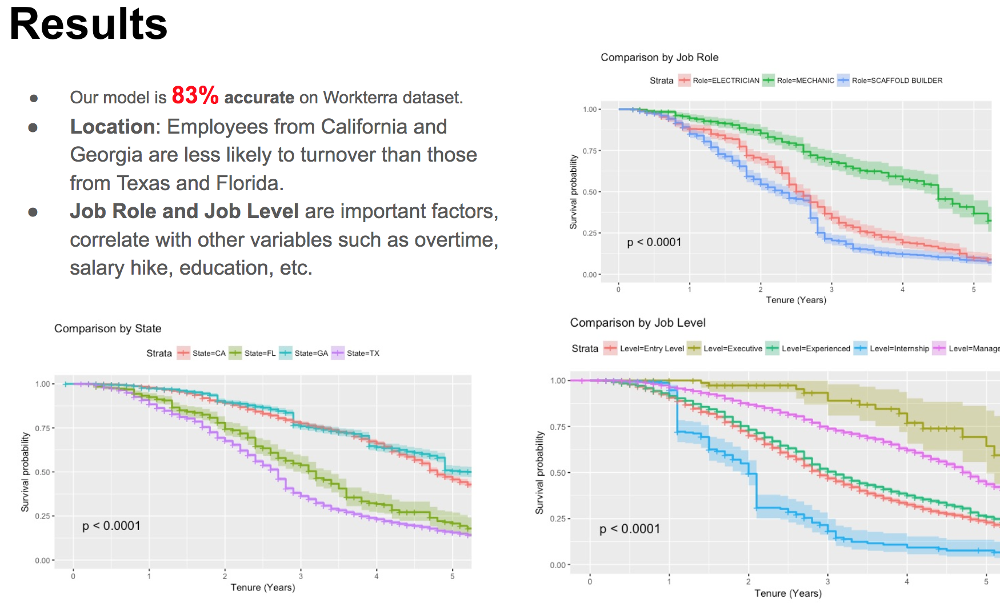 Results
● Our model is 83% accurate on Workterra dataset.
● Location: Employees from California and
Georgia are less likely to turnover than those
from Texas and Florida.
● Job Role and Job Level are important factors,
correlate with other variables such as overtime,
salary hike, education, etc.
Comparison by Job Role
Strata Role=ELECTRICIAN Role=MECHANIC Role=SCAFFOLD BUILDER
Survival probability
1.00
0.75
0.50
0.25
0.00
p < 0.0001
0 1 2 3 4 5
Tenure (Years)
Comparison by State
Strata State=CA State=FL State=GA State=TX
Survival probability
1.00
0.75
0.50
0.25
0.00
p < 0.0001
0 1 2 3 4 5
Tenure (Years)
Comparison by Job Level
Strata Level=Entry Level Level=Executive Level=Experienced Level=Internship Level=Manage
Survival probability
1.00
0.75
0.50
0.25
0.00
p < 0.0001
0 1 2 3 4 5
Tenure (Years)